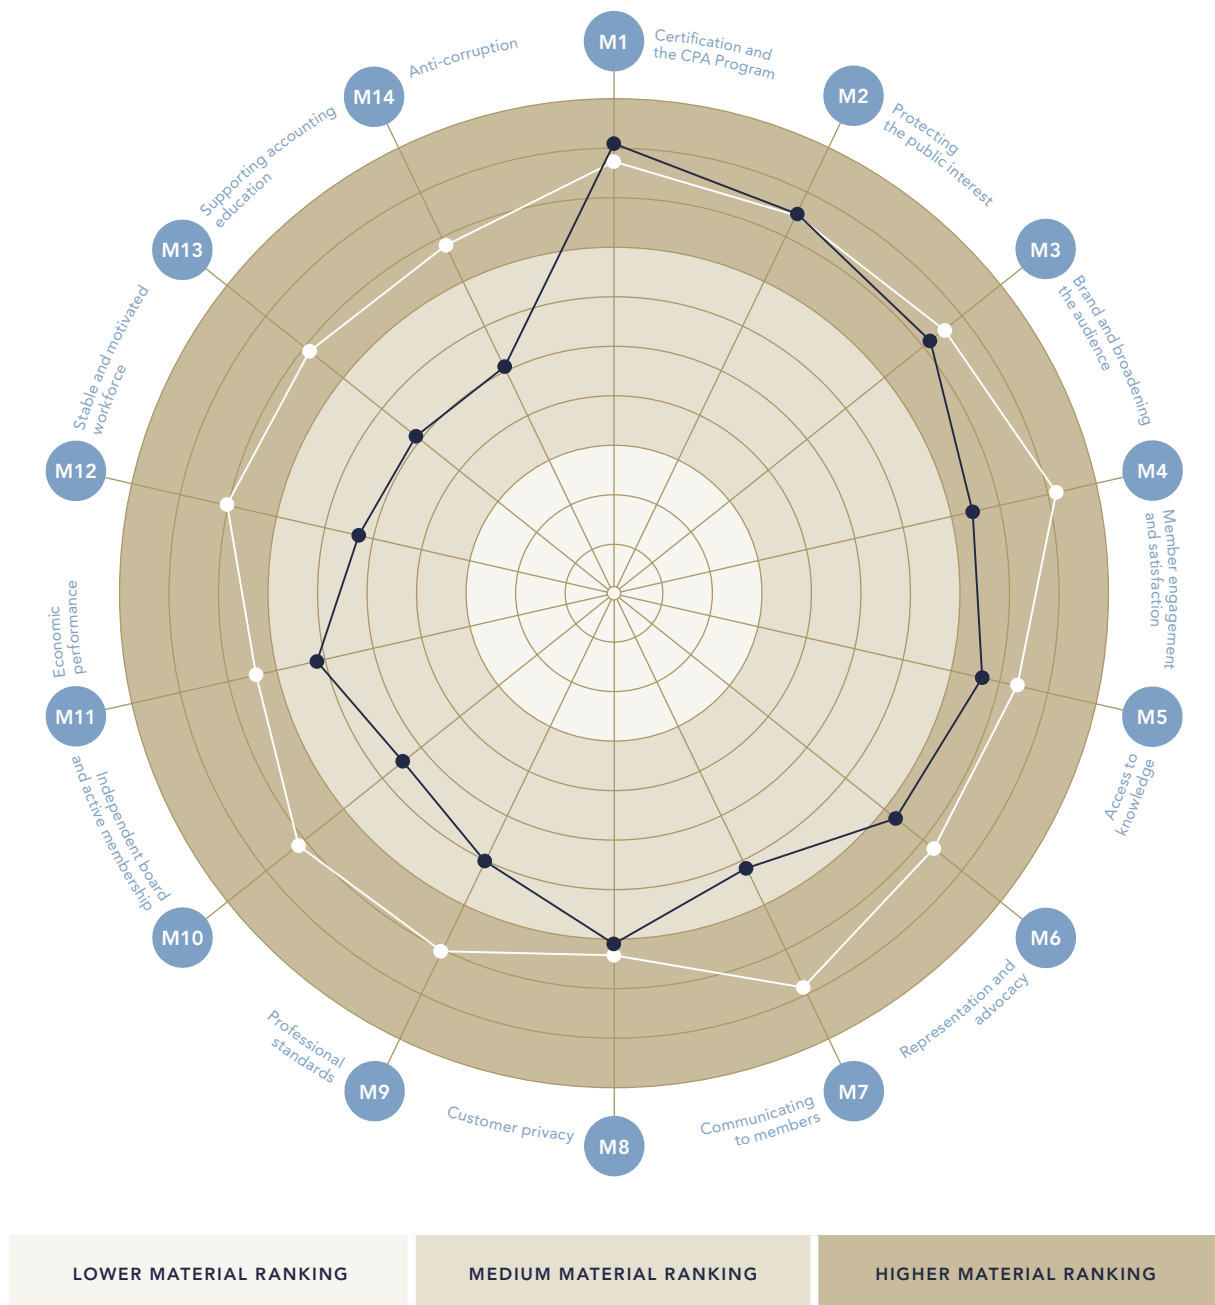 M1
Certification and
the CPA Program
M2
Protecting
the public interest
M3
Brand and broadening
the audience
M4
Member engagement
and satisfaction
M5
Access to
knowledge
M6
Representation and
advocacy
M7
Communicating
to members
M8
Customer privacy
M9
Professional
standards
M10
Independent board
and active membership
M11
Economic
performance
M12
Stable and motivated
workforce
M13
Supporting accounting
education
M14
Anti-corruption
LOWER MATERIAL RANKING
MEDIUM MATERIAL RANKING
HIGHER MATERIAL RANKING